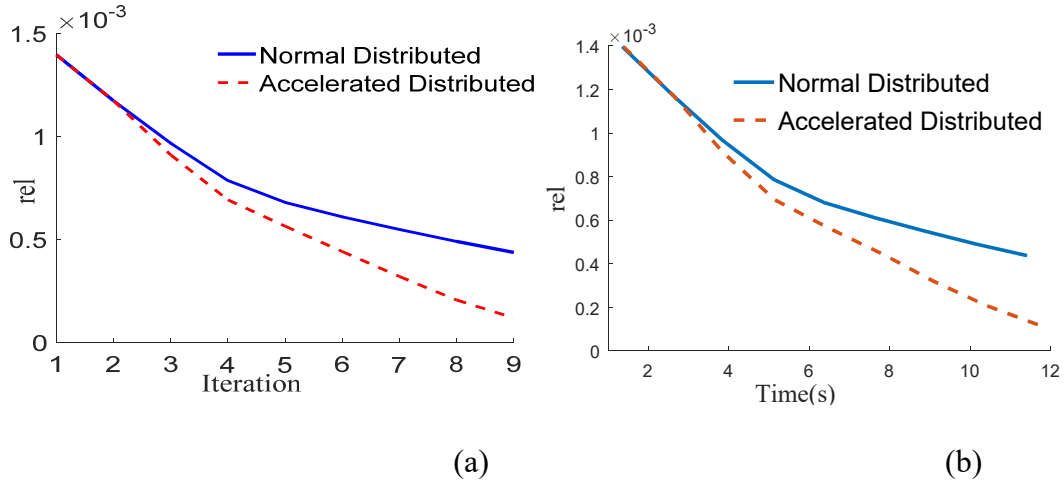 ×10⁻³
1.5
1
0.5
0
rel
Normal Distributed
Accelerated Distributed
1 2 3 4 5 6 7 8 9
Iteration
(a)
×10⁻³
1.4
1.2
1
0.8
0.6
0.4
0.2
0
rel
Normal Distributed
Accelerated Distributed
2 4 6 8 10 12
Time(s)
(b)